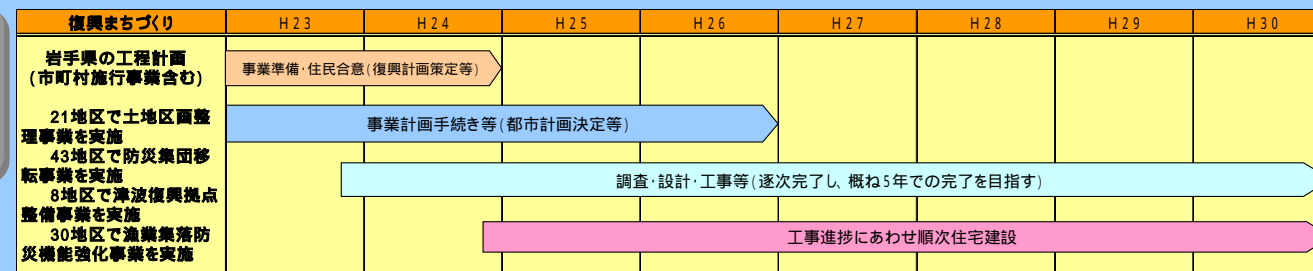 復興まちづくり H23 H24 H25 H26 H27 H28 H29 H30
岩手県の工程計画
(市町村施行事業含む)
事業準備・住民合意(復興計画策定等)
21地区で土地区画整
理事業を実施
事業計画手続き等(都市計画決定等)
43地区で防災集団移
転事業を実施
調査・設計・工事等(逐次完了し、概ね5年での完了を目指す)
8地区で津波復興拠点
整備事業を実施
30地区で漁業集落防
災機能強化事業を実施
工事進捗にあわせ順次住宅建設